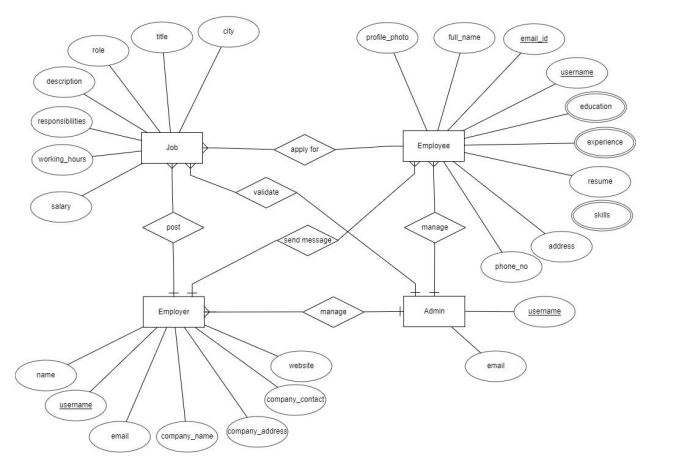 city
title
role
profile_photo
full_name
email_id
username
description
education
responsibilities
experience
Job
apply for
Employee
working_hours
resume
validate
salary
skills
post
send message
manage
address
phone_no
Employer
manage
Admin
username
website
email
name
company_contact
username
email
company_name
company_address